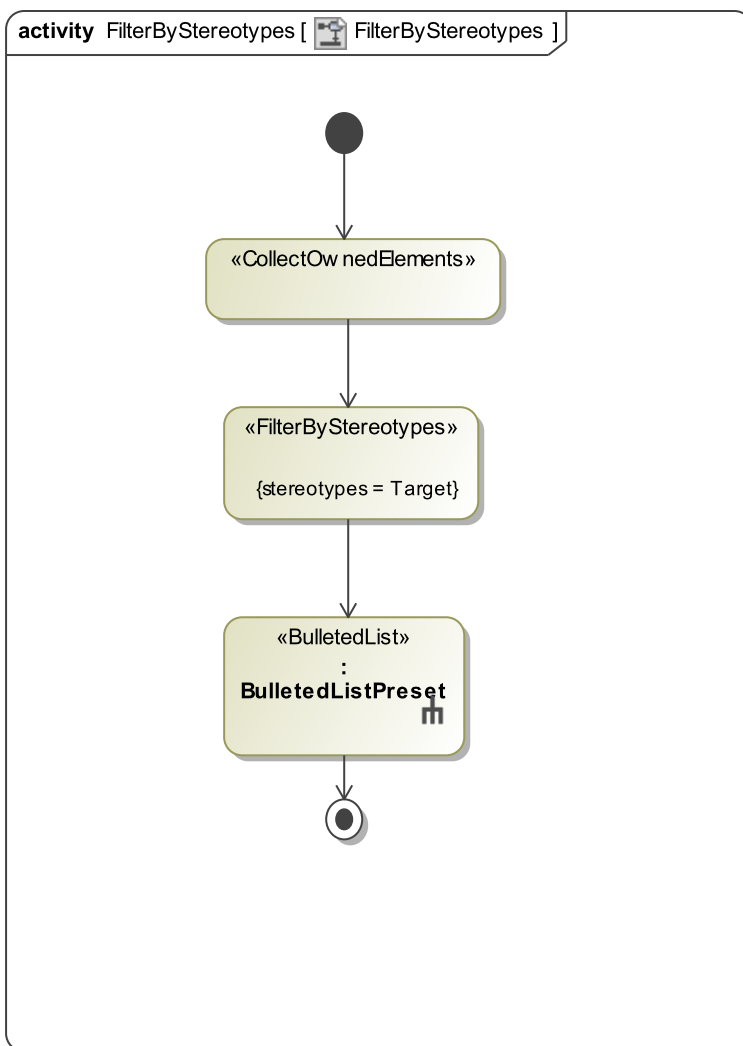 activity FilterByStereotypes [ FilterByStereotypes ]
«CollectOwnedElements»
«FilterByStereotypes»
{stereotypes = Target}
«BulletedList»
:
BulletedListPreset